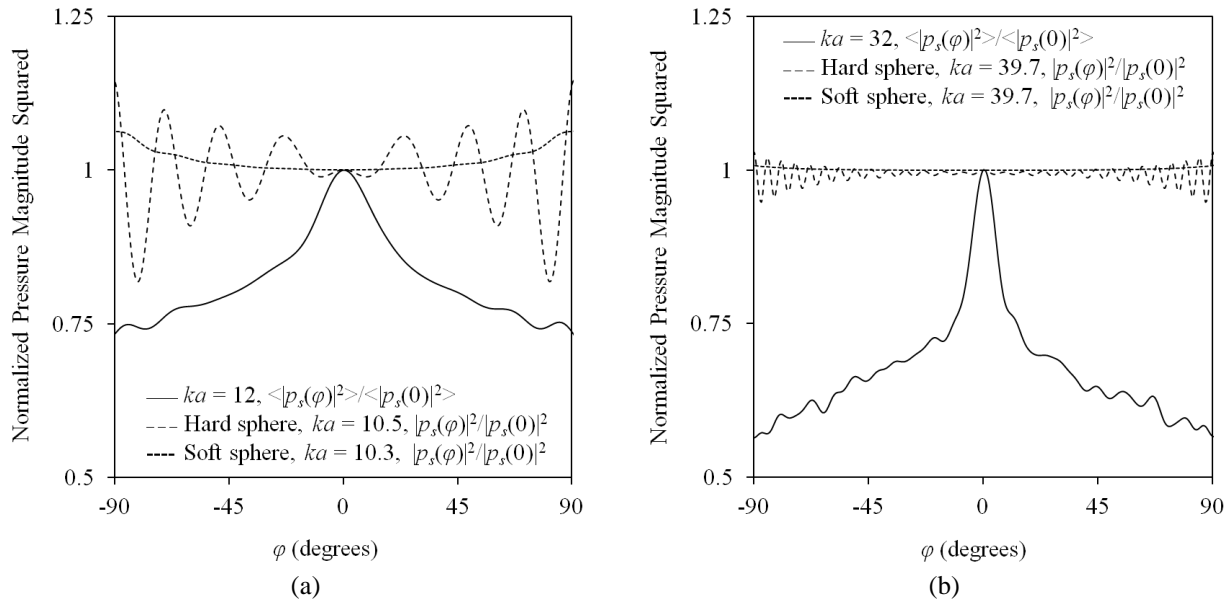 1.25
1
0.75
0.5
Normalized Pressure Magnitude Squared
ka = 12, <|pₛ(φ)|²>/<|pₛ(0)|²>
Hard sphere, ka = 10.5, |pₛ(φ)|²/|pₛ(0)|²
Soft sphere, ka = 10.3, |pₛ(φ)|²/|pₛ(0)|²
-90
-45
0
45
90
φ (degrees)
(a)
1.25
1
0.75
0.5
Normalized Pressure Magnitude Squared
ka = 32, <|pₛ(φ)|²>/<|pₛ(0)|²>
Hard sphere, ka = 39.7, |pₛ(φ)|²/|pₛ(0)|²
Soft sphere, ka = 39.7, |pₛ(φ)|²/|pₛ(0)|²
-90
-45
0
45
90
φ (degrees)
(b)